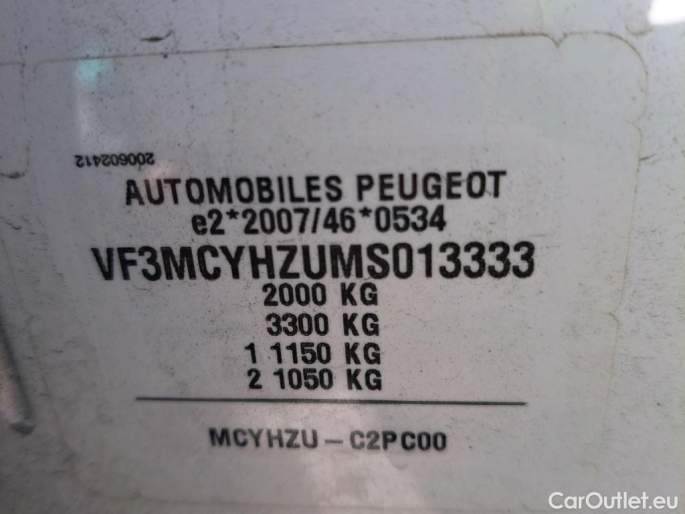 200602412
AUTOMOBILES PEUGEOT
e2*2007/46*0534
VF3MCYHZUMS013333
2000 KG
3300 KG
1 1150 KG
2 1050 KG
MCYHZU – C2PC00
CarOutlet.eu